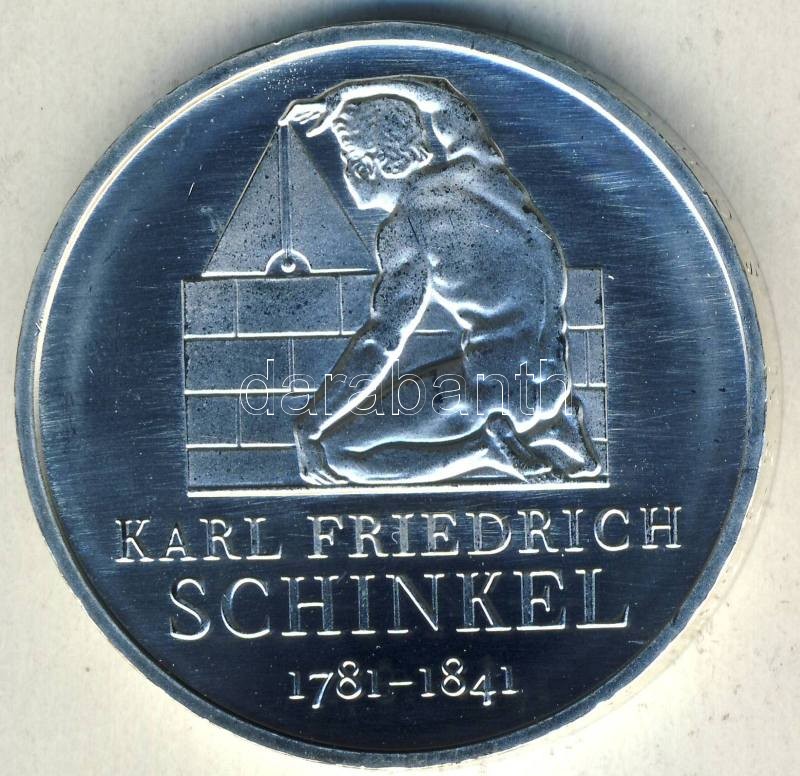 darabanth
KARL FRIEDRICH
SCHINKEL
1781-1841